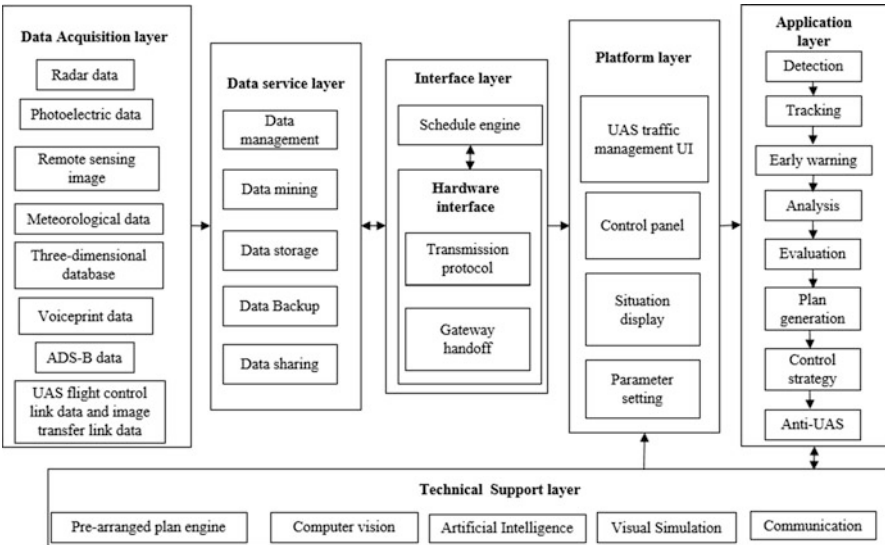 Data Acquisition layer
Radar data
Photoelectric data
Remote sensing
image
Meteorological data
Three-dimensional
database
Voiceprint data
ADS-B data
UAS flight control
link data and image
transfer link data
Data service layer
Data
management
Data mining
Data storage
Data Backup
Data sharing
Interface layer
Schedule engine
Hardware
interface
Transmission
protocol
Gateway
handoff
Platform layer
UAS traffic
management UI
Control panel
Situation
display
Parameter
setting
Application
layer
Detection
Tracking
Early warning
Analysis
Evaluation
Plan
generation
Control
strategy
Anti-UAS
Technical Support layer
Pre-arranged plan engine
Computer vision
Artificial Intelligence
Visual Simulation
Communication